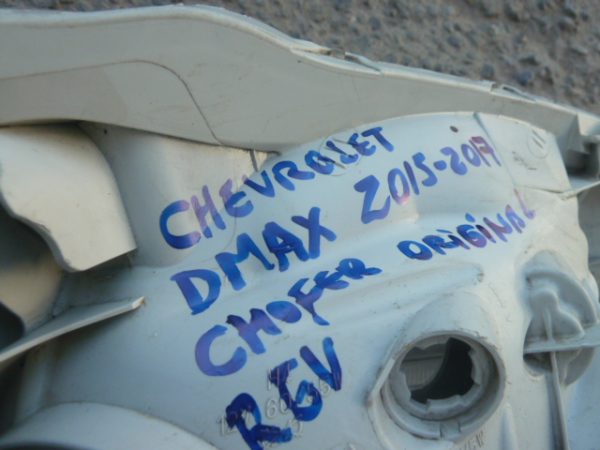 CHEVROLET
DMAX 2015-2017
CHOFER ORIGINAL
RGV